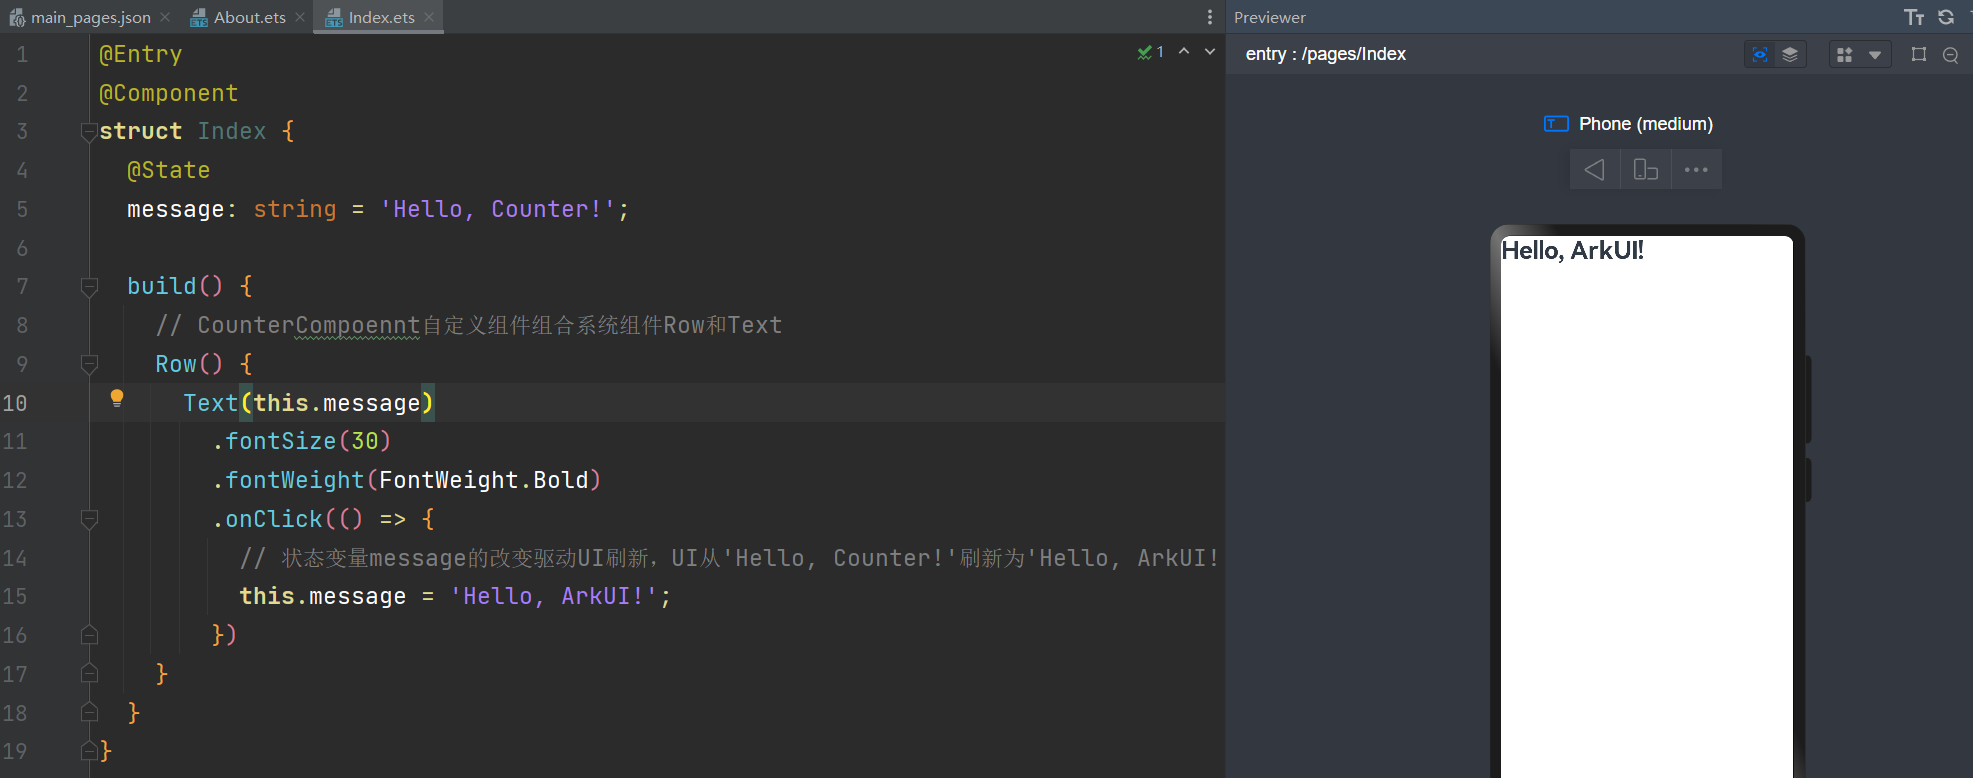 main_pages.json About.ets Index.ets
1 @Entry
2 @Component
3 struct Index {
4 @State
5 message: string = 'Hello, Counter!';
6
7 build() {
8 // CounterCompoennt自定义组件组合系统组件Row和Text
9 Row() {
10 Text(this.message)
11 .fontSize(30)
12 .fontWeight(FontWeight.Bold)
13 .onClick(() => {
14 // 状态变量message的改变驱动UI刷新，UI从'Hello, Counter!'刷新为'Hello, ArkUI!
15 this.message = 'Hello, ArkUI!';
16 })
17 }
18 }
19 }
1
Previewer
entry : /pages/Index
Phone (medium)
Hello, ArkUI!